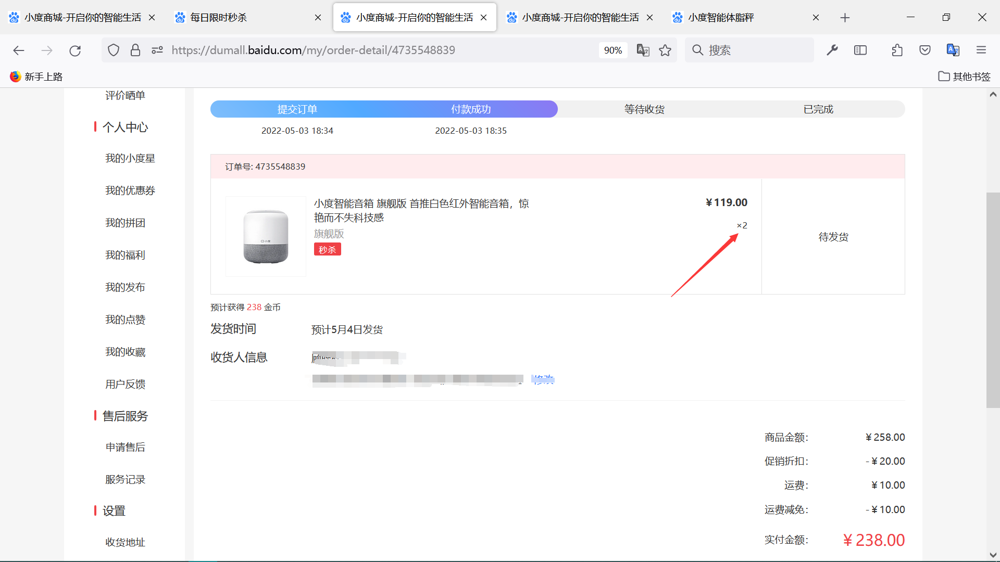 小度商城-开启你的智能生活
每日限时秒杀
小度商城-开启你的智能生活
小度商城-开启你的智能生活
小度智能体脂秤
https://dumall.baidu.com/my/order-detail/4735548839
90%
搜索
新手上路
其他书签
评价晒单
个人中心
我的小度星
我的优惠券
我的拼团
我的福利
我的发布
我的点赞
我的收藏
用户反馈
售后服务
申请售后
服务记录
设置
收货地址
提交订单
付款成功
等待收货
已完成
2022-05-03 18:34
2022-05-03 18:35
订单号: 4735548839
小度智能音箱 旗舰版 首推白色红外智能音箱，惊
艳而不失科技感
旗舰版
秒杀
¥119.00
×2
待发货
预计获得 238 金币
发货时间
预计5月4日发货
收货人信息
修改
商品金额：
¥258.00
促销折扣：
-¥20.00
运费：
¥10.00
运费减免：
-¥10.00
实付金额：
¥238.00